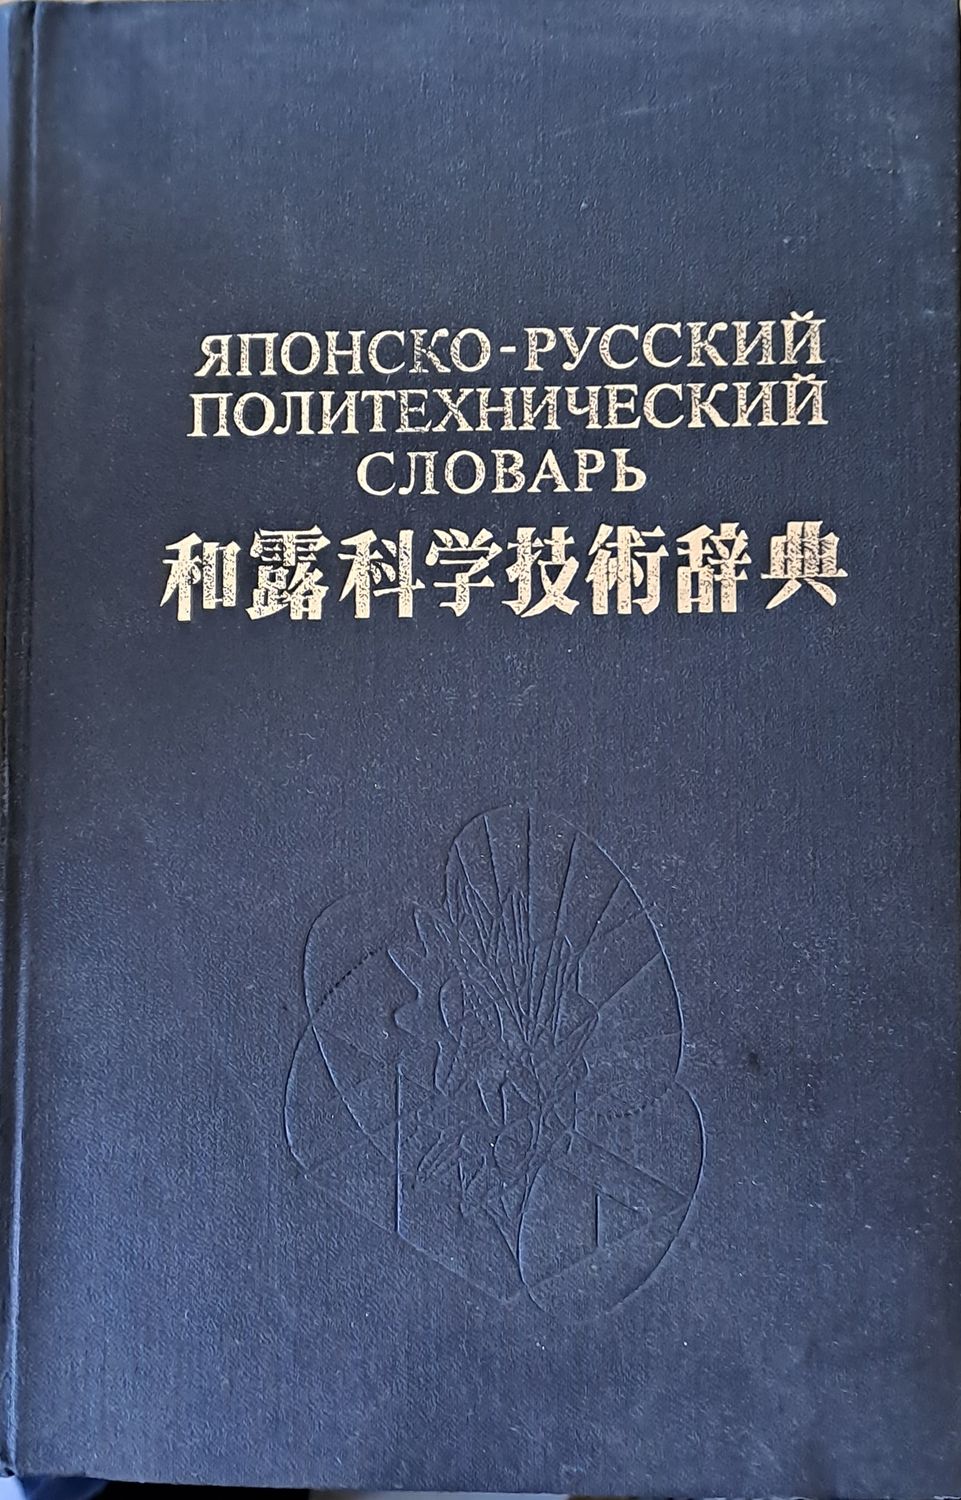 ЯПОНСКО-РУССКИЙ
ПОЛИТЕХНИЧЕСКИЙ
СЛОВАРЬ
和露科学技術辞典